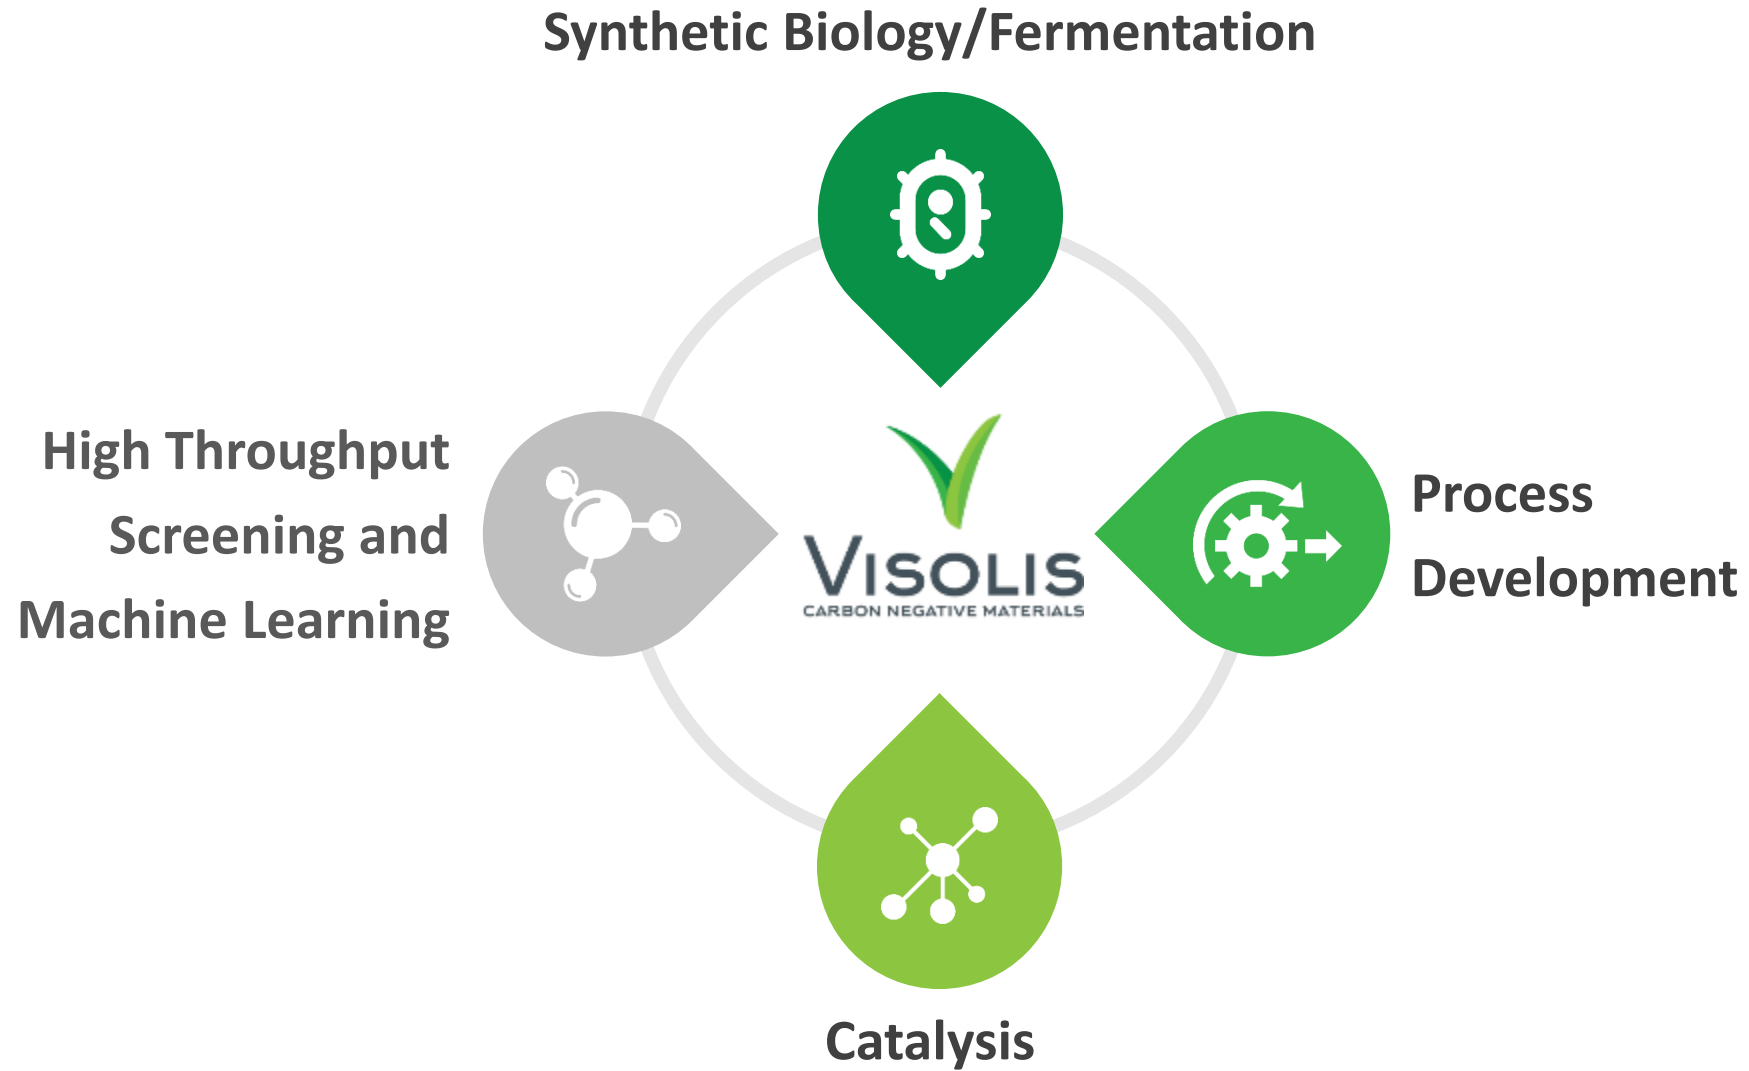 Synthetic Biology/Fermentation
High Throughput
Screening and
Machine Learning
VISOLIS
CARBON NEGATIVE MATERIALS
Process
Development
Catalysis